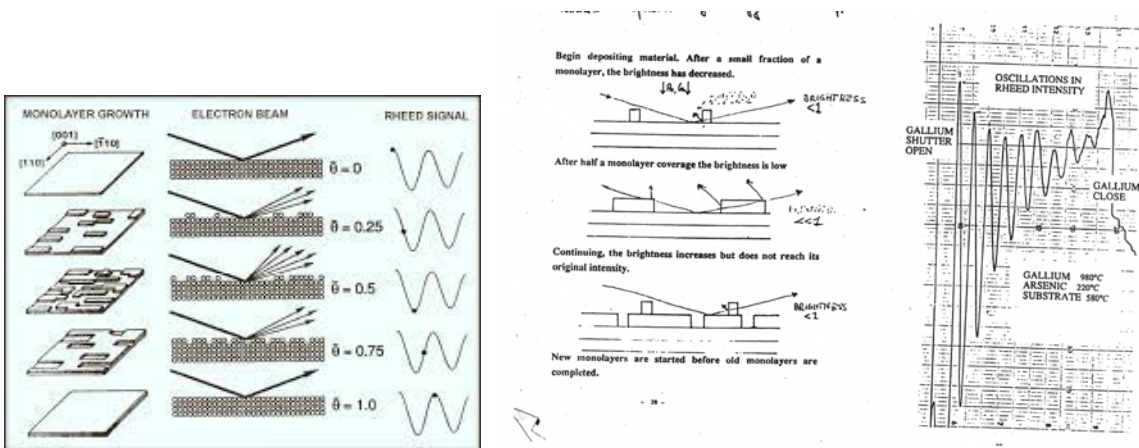 MONOLAYER GROWTH
ELECTRON BEAM
RHEED SIGNAL
[001]
[1̄10]
[110]
θ̄ = 0
θ̄ = 0.25
θ̄ = 0.5
θ̄ = 0.75
θ̄ = 1.0
Begin depositing material. After a small fraction of a
monolayer, the brightness has decreased.
BRIGHTNESS
<1
After half a monolayer coverage the brightness is low
<<1
Continuing, the brightness increases but does not reach its
original intensity.
BRIGHTNESS
<1
New monolayers are started before old monolayers are
completed.
- 28 -
OSCILLATIONS IN
RHEED INTENSITY
GALLIUM
SHUTTER
OPEN
GALLIUM
CLOSE
GALLIUM 980°C
ARSENIC 220°C
SUBSTRATE 580°C